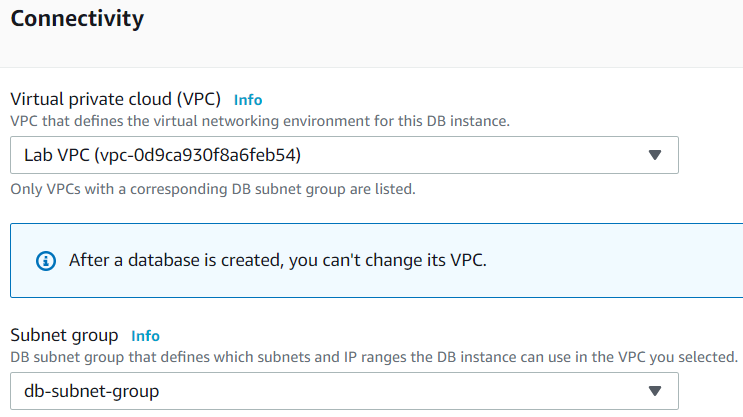 Connectivity
Virtual private cloud (VPC) Info
VPC that defines the virtual networking environment for this DB instance.
Lab VPC (vpc-0d9ca930f8a6feb54)
Only VPCs with a corresponding DB subnet group are listed.
After a database is created, you can't change its VPC.
Subnet group Info
DB subnet group that defines which subnets and IP ranges the DB instance can use in the VPC you selected.
db-subnet-group